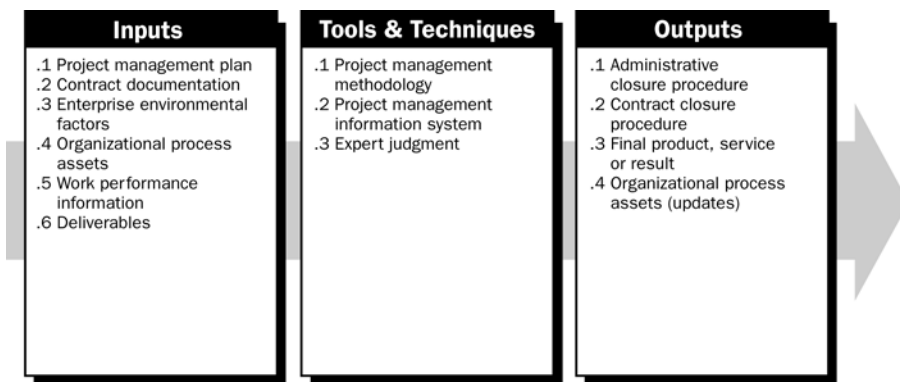 Inputs
.1 Project management plan
.2 Contract documentation
.3 Enterprise environmental
factors
.4 Organizational process
assets
.5 Work performance
information
.6 Deliverables
Tools & Techniques
.1 Project management
methodology
.2 Project management
information system
.3 Expert judgment
Outputs
.1 Administrative
closure procedure
.2 Contract closure
procedure
.3 Final product, service
or result
.4 Organizational process
assets (updates)